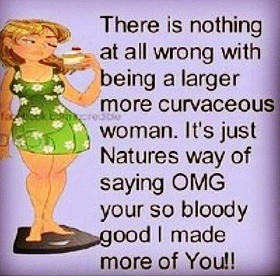 There is nothing
at all wrong with
being a larger
more curvaceous
woman. It's just
Natures way of
saying OMG
your so bloody
good I made
more of You!!